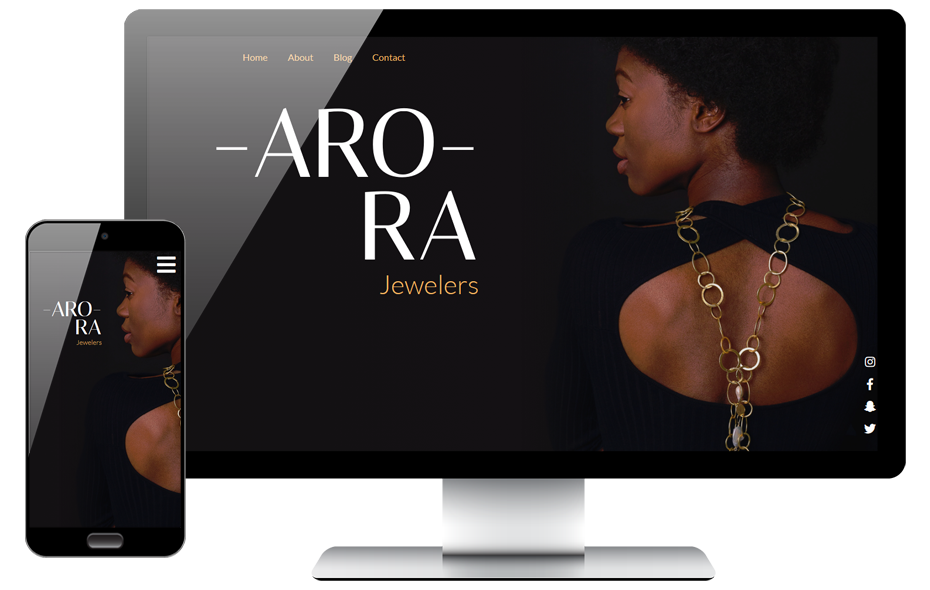 Home About Blog Contact
–ARO–
RA
Jewelers
–ARO–
RA
Jewelers